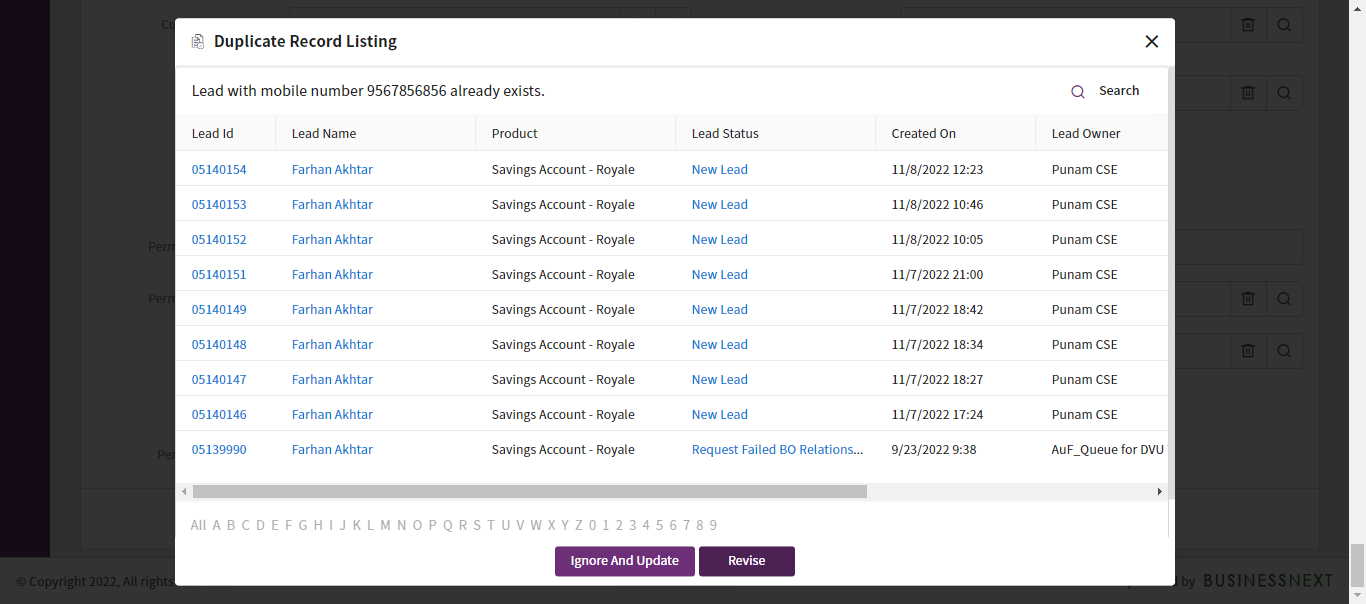 Cu
Duplicate Record Listing
Lead with mobile number 9567856856 already exists.
Search
Lead Id Lead Name Product Lead Status Created On Lead Owner
05140154 Farhan Akhtar Savings Account - Royale New Lead 11/8/2022 12:23 Punam CSE
05140153 Farhan Akhtar Savings Account - Royale New Lead 11/8/2022 10:46 Punam CSE
05140152 Farhan Akhtar Savings Account - Royale New Lead 11/8/2022 10:05 Punam CSE
05140151 Farhan Akhtar Savings Account - Royale New Lead 11/7/2022 21:00 Punam CSE
05140149 Farhan Akhtar Savings Account - Royale New Lead 11/7/2022 18:42 Punam CSE
05140148 Farhan Akhtar Savings Account - Royale New Lead 11/7/2022 18:34 Punam CSE
05140147 Farhan Akhtar Savings Account - Royale New Lead 11/7/2022 18:27 Punam CSE
05140146 Farhan Akhtar Savings Account - Royale New Lead 11/7/2022 17:24 Punam CSE
05139990 Farhan Akhtar Savings Account - Royale Request Failed BO Relations... 9/23/2022 9:38 AuF_Queue for DVU
Perm
Perm
Per
All A B C D E F G H I J K L M N O P Q R S T U V W X Y Z 0 1 2 3 4 5 6 7 8 9
Ignore And Update Revise
© Copyright 2022, All rights
by BUSINESSNEXT